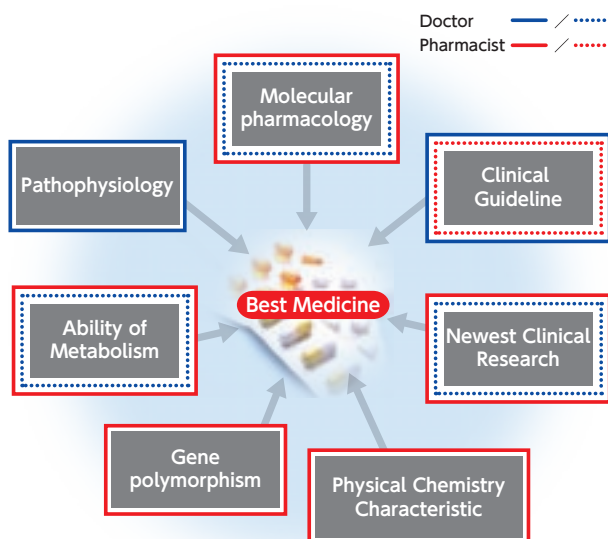 Doctor
Pharmacist
Molecular
pharmacology
Pathophysiology
Clinical
Guideline
Best Medicine
Ability of
Metabolism
Newest Clinical
Research
Gene
polymorphism
Physical Chemistry
Characteristic